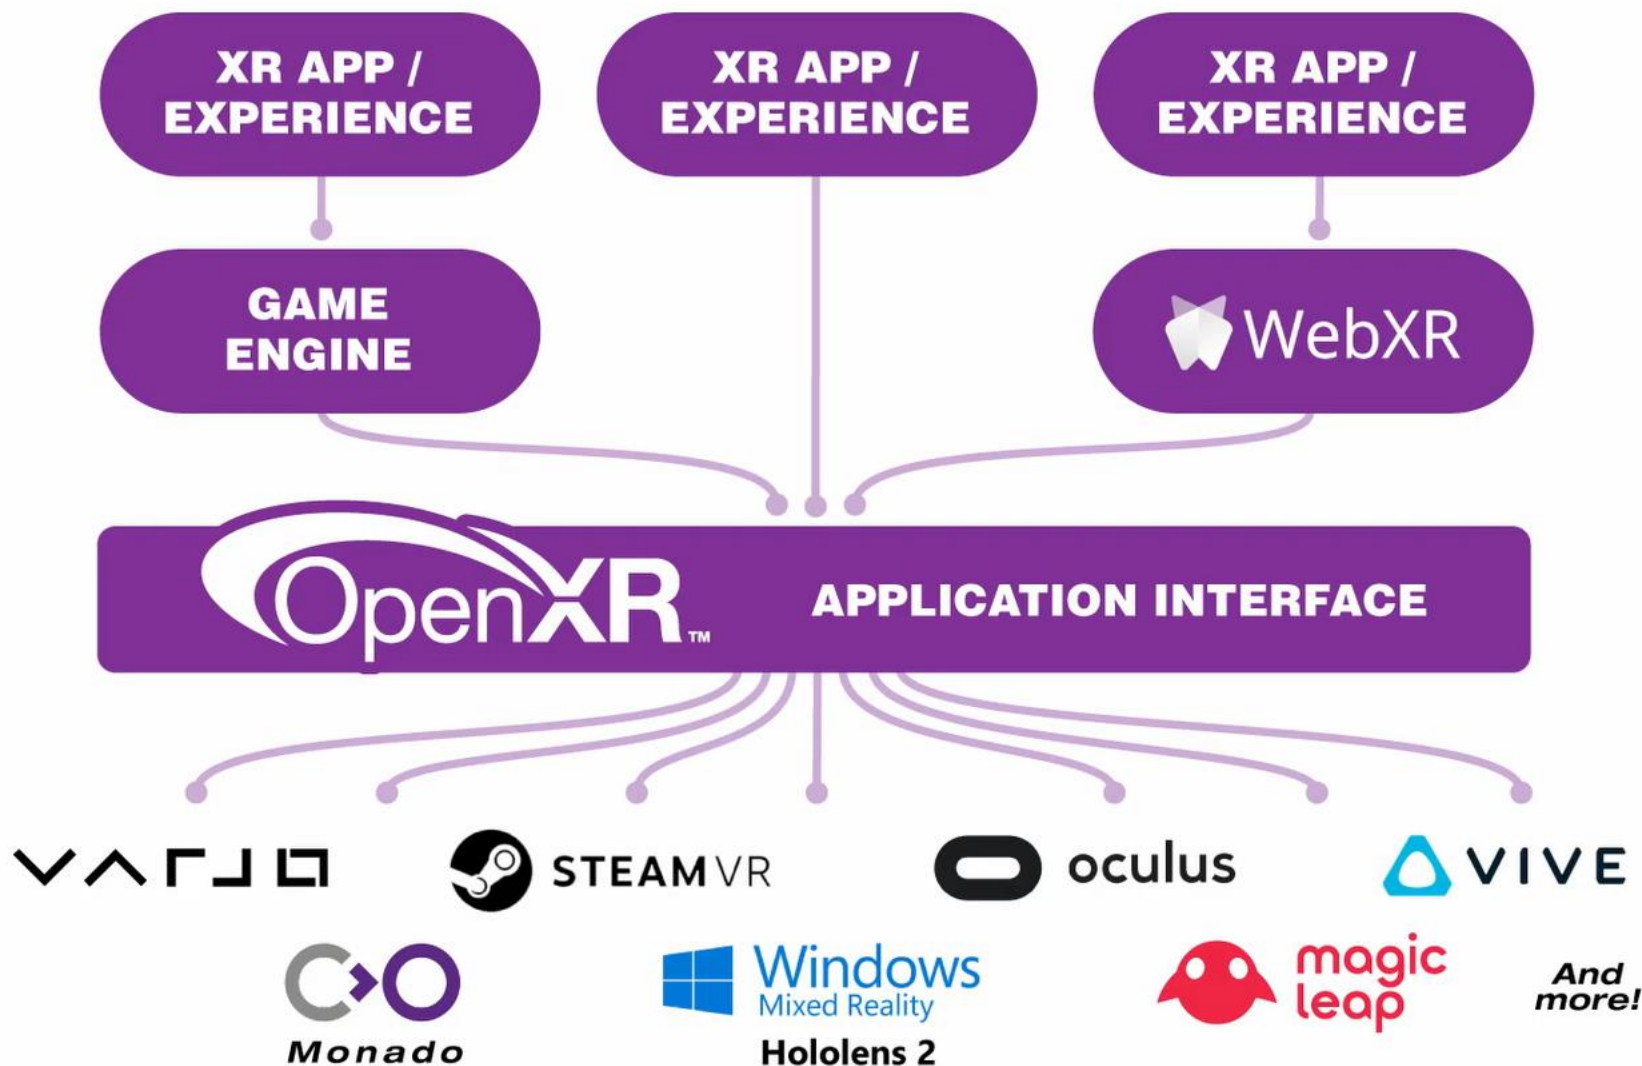 XR APP /
EXPERIENCE
XR APP /
EXPERIENCE
XR APP /
EXPERIENCE
GAME
ENGINE
WebXR
OpenXR™
APPLICATION INTERFACE
VARJO
STEAMVR
oculus
VIVE
Monado
Windows
Mixed Reality
Hololens 2
magic
leap
And
more!